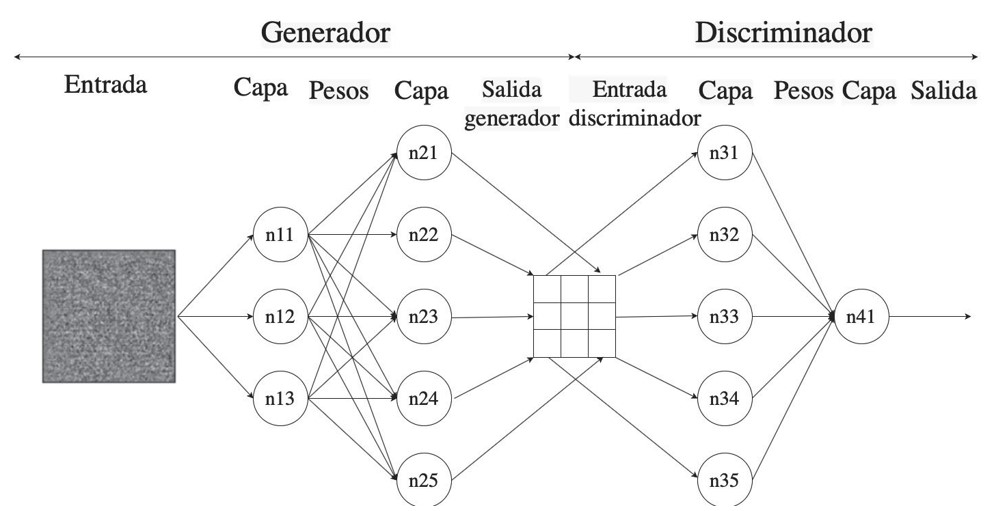 Generador
Discriminador
Entrada
Capa
Pesos
Capa
Salida
generador
Entrada
discriminador
Capa
Pesos
Capa
Salida
n11
n12
n13
n21
n22
n23
n24
n25
n31
n32
n33
n34
n35
n41